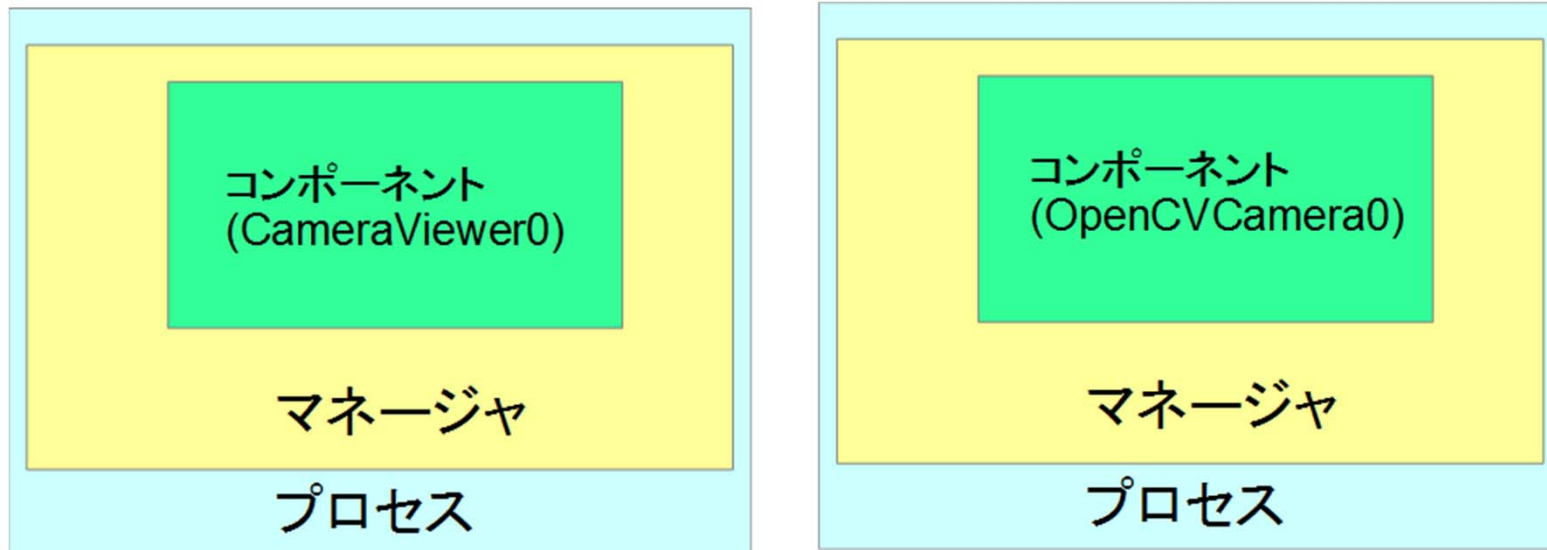 コンポーネント
(CameraViewer0)
マネージャ
プロセス
コンポーネント
(OpenCVCamera0)
マネージャ
プロセス